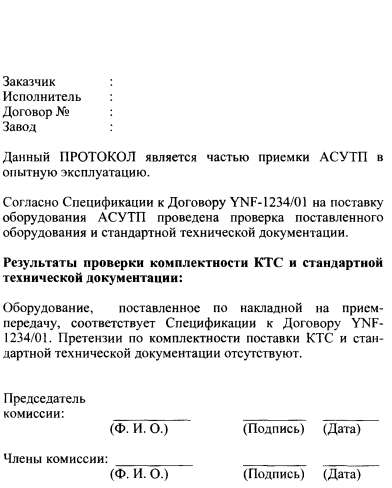 Заказчик :
Исполнитель :
Договор № :
Завод :
Данный ПРОТОКОЛ является частью приемки АСУТП в
опытную эксплуатацию.
Согласно Спецификации к Договору YNF-1234/01 на поставку
оборудования АСУТП проведена проверка поставленного
оборудования и стандартной технической документации.
Результаты проверки комплектности КТС и стандартной
технической документации:
Оборудование, поставленное по накладной на прием-
передачу, соответствует Спецификации к Договору YNF-
1234/01. Претензии по комплектности поставки КТС и стан-
дартной технической документации отсутствуют.
Председатель
комиссии:
(Ф. И. О.) (Подпись) (Дата)
Члены комиссии:
(Ф. И. О.) (Подпись) (Дата)